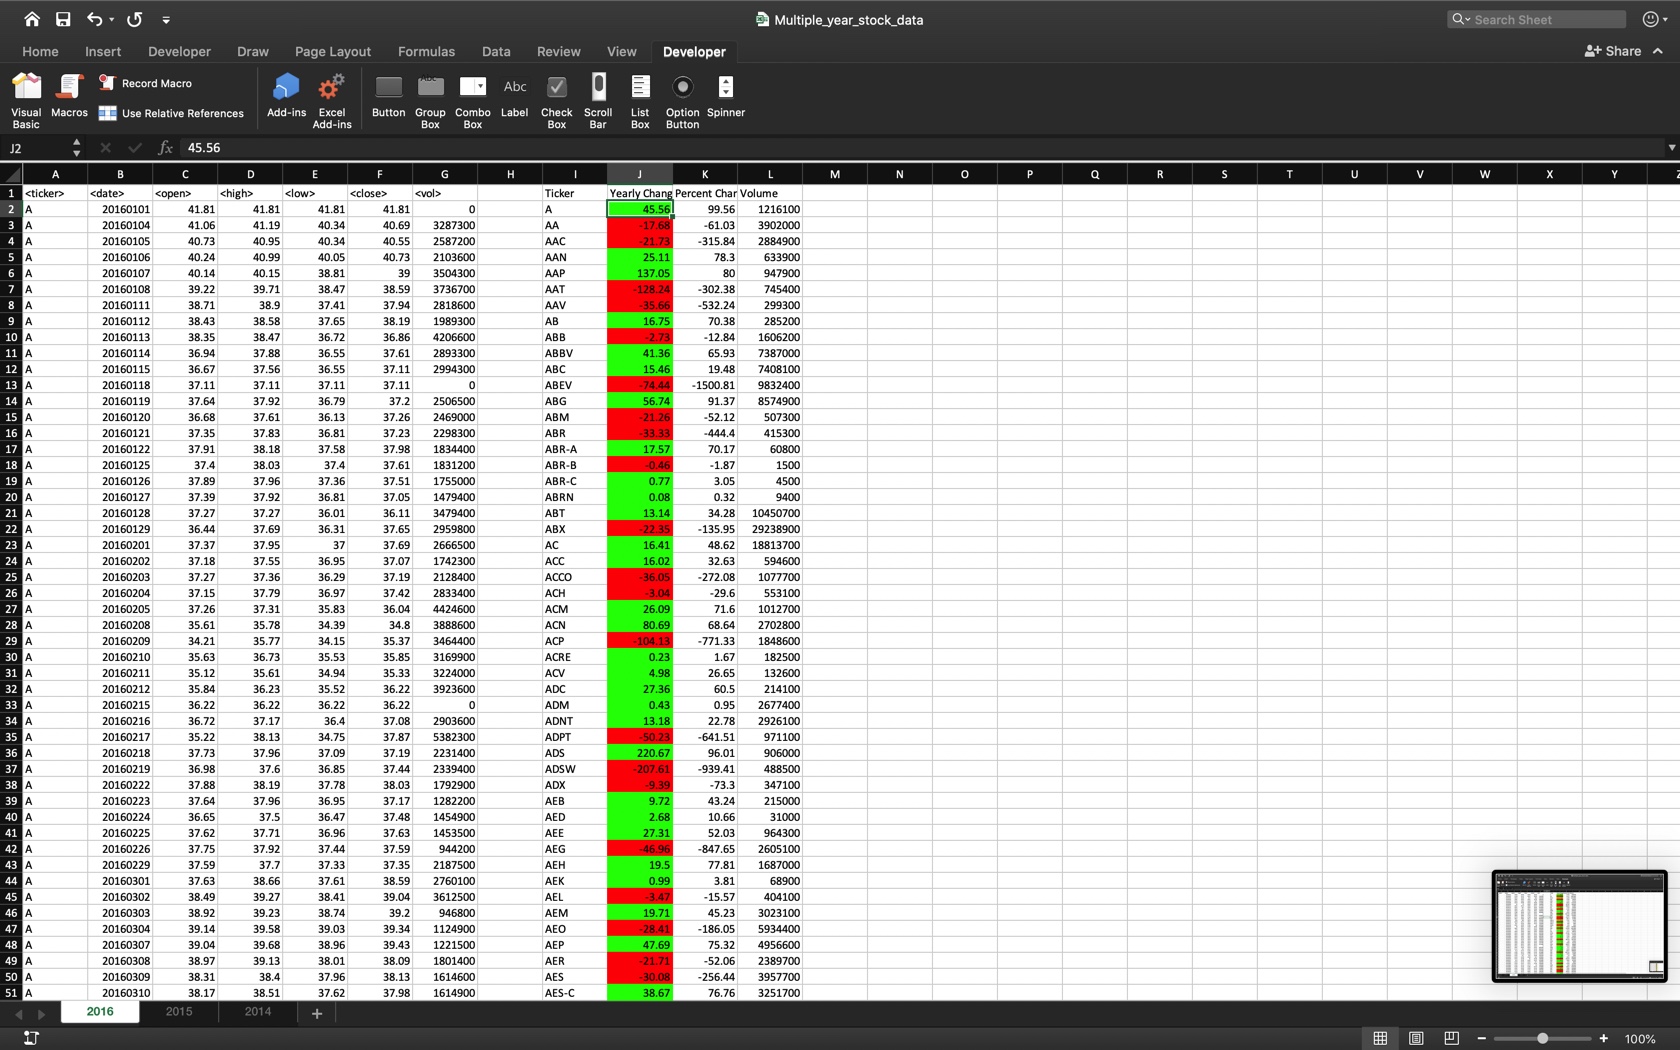 Multiple_year_stock_data
Search Sheet
Home Insert Developer Draw Page Layout Formulas Data Review View Developer
Share
Visual Basic Macros Record Macro Use Relative References Add-ins Excel Add-ins Button Group Box Combo Box Abc Label Check Box Scroll Bar List Box Option Button Spinner
J2 fx 45.56
A B C D E F G H I J K L M N O P Q R S T U V W X Y Z
1 <ticker> <date> <open> <high> <low> <close> <vol> Ticker Yearly Chang Percent Char Volume
2 A 20160101 41.81 41.81 41.81 41.81 0 A 45.56 99.56 1216100
3 A 20160104 41.06 41.19 40.34 40.69 3287300 AA -17.68 -61.03 3902000
4 A 20160105 40.73 40.95 40.34 40.55 2587200 AAC -21.73 -315.84 2884900
5 A 20160106 40.24 40.99 40.05 40.73 2103600 AAN 25.11 78.3 633900
6 A 20160107 40.14 40.15 38.81 39 3504300 AAP 137.05 80 947900
7 A 20160108 39.22 39.71 38.47 38.59 3736700 AAT -128.24 -302.38 745400
8 A 20160111 38.71 38.9 37.41 37.94 2818600 AAV -35.66 -532.24 299300
9 A 20160112 38.43 38.58 37.65 38.19 1989300 AB 16.75 70.38 285200
10 A 20160113 38.35 38.47 36.72 36.86 4206600 ABB -2.73 -12.84 1606200
11 A 20160114 36.94 37.88 36.55 37.61 2893300 ABBV 41.36 65.93 7387000
12 A 20160115 36.67 37.56 36.55 37.11 2994300 ABC 15.46 19.48 7408100
13 A 20160118 37.11 37.11 37.11 37.11 0 ABEV -74.44 -1500.81 9832400
14 A 20160119 37.64 37.92 36.79 37.2 2506500 ABG 56.74 91.37 8574900
15 A 20160120 36.68 37.61 36.13 37.26 2469000 ABM -21.26 -52.12 507300
16 A 20160121 37.35 37.83 36.81 37.23 2298300 ABR -33.33 -444.4 415300
17 A 20160122 37.91 38.18 37.58 37.98 1834400 ABR-A 17.57 70.17 60800
18 A 20160125 37.4 38.03 37.4 37.61 1831200 ABR-B -0.46 -1.87 1500
19 A 20160126 37.89 37.96 37.36 37.51 1755000 ABR-C 0.77 3.05 4500
20 A 20160127 37.39 37.92 36.81 37.05 1479400 ABRN 0.08 0.32 9400
21 A 20160128 37.27 37.27 36.01 36.11 3479400 ABT 13.14 34.28 10450700
22 A 20160129 36.44 37.69 36.31 37.65 2959800 ABX -22.35 -135.95 29238900
23 A 20160201 37.37 37.95 37 37.69 2666500 AC 16.41 48.62 18813700
24 A 20160202 37.18 37.55 36.95 37.07 1742300 ACC 16.02 32.63 594600
25 A 20160203 37.27 37.36 36.29 37.19 2128400 ACCO -36.05 -272.08 1077700
26 A 20160204 37.15 37.79 36.97 37.42 2833400 ACH -3.04 -29.6 553100
27 A 20160205 37.26 37.31 35.83 36.04 4424600 ACM 26.09 71.6 1012700
28 A 20160208 35.61 35.78 34.39 34.8 3888600 ACN 80.69 68.64 2702800
29 A 20160209 34.21 35.77 34.15 35.37 3464400 ACP -104.13 -771.33 1848600
30 A 20160210 35.63 36.73 35.53 35.85 3169900 ACRE 0.23 1.67 182500
31 A 20160211 35.12 35.61 34.94 35.33 3224000 ACV 4.98 26.65 132600
32 A 20160212 35.84 36.23 35.52 36.22 3923600 ADC 27.36 60.5 214100
33 A 20160215 36.22 36.22 36.22 36.22 0 ADM 0.43 0.95 2677400
34 A 20160216 36.72 37.17 36.4 37.08 2903600 ADNT 13.18 22.78 2926100
35 A 20160217 35.22 38.13 34.75 37.87 5382300 ADPT -50.23 -641.51 971100
36 A 20160218 37.73 37.96 37.09 37.19 2231400 ADS 220.67 96.01 906000
37 A 20160219 36.98 37.6 36.85 37.44 2339400 ADSW -207.61 -939.41 488500
38 A 20160222 37.88 38.19 37.78 38.03 1792900 ADX -9.39 -73.3 347100
39 A 20160223 37.64 37.96 36.95 37.17 1282200 AEB 9.72 43.24 215000
40 A 20160224 36.65 37.5 36.47 37.48 1454900 AED 2.68 10.66 31000
41 A 20160225 37.62 37.71 36.96 37.63 1453500 AEE 27.31 52.03 964300
42 A 20160226 37.75 37.92 37.44 37.59 944200 AEG -46.96 -847.65 2605100
43 A 20160229 37.59 37.7 37.33 37.35 2187500 AEH 19.5 77.81 1687000
44 A 20160301 37.63 38.66 37.61 38.59 2760100 AEK 0.99 3.81 68900
45 A 20160302 38.49 39.27 38.41 39.04 3612500 AEL -3.47 -15.57 404100
46 A 20160303 38.92 39.23 38.74 39.2 946800 AEM 19.71 45.23 3023100
47 A 20160304 39.14 39.58 39.03 39.34 1124900 AEO -28.41 -186.05 5934400
48 A 20160307 39.04 39.68 38.96 39.43 1221500 AEP 47.69 75.32 4956600
49 A 20160308 38.97 39.13 38.01 38.09 1801400 AER -21.71 -52.06 2389700
50 A 20160309 38.31 38.4 37.96 38.13 1614600 AES -30.08 -256.44 3957700
51 A 20160310 38.17 38.51 37.62 37.98 1614900 AES-C 38.67 76.76 3251700
2016 2015 2014
100%